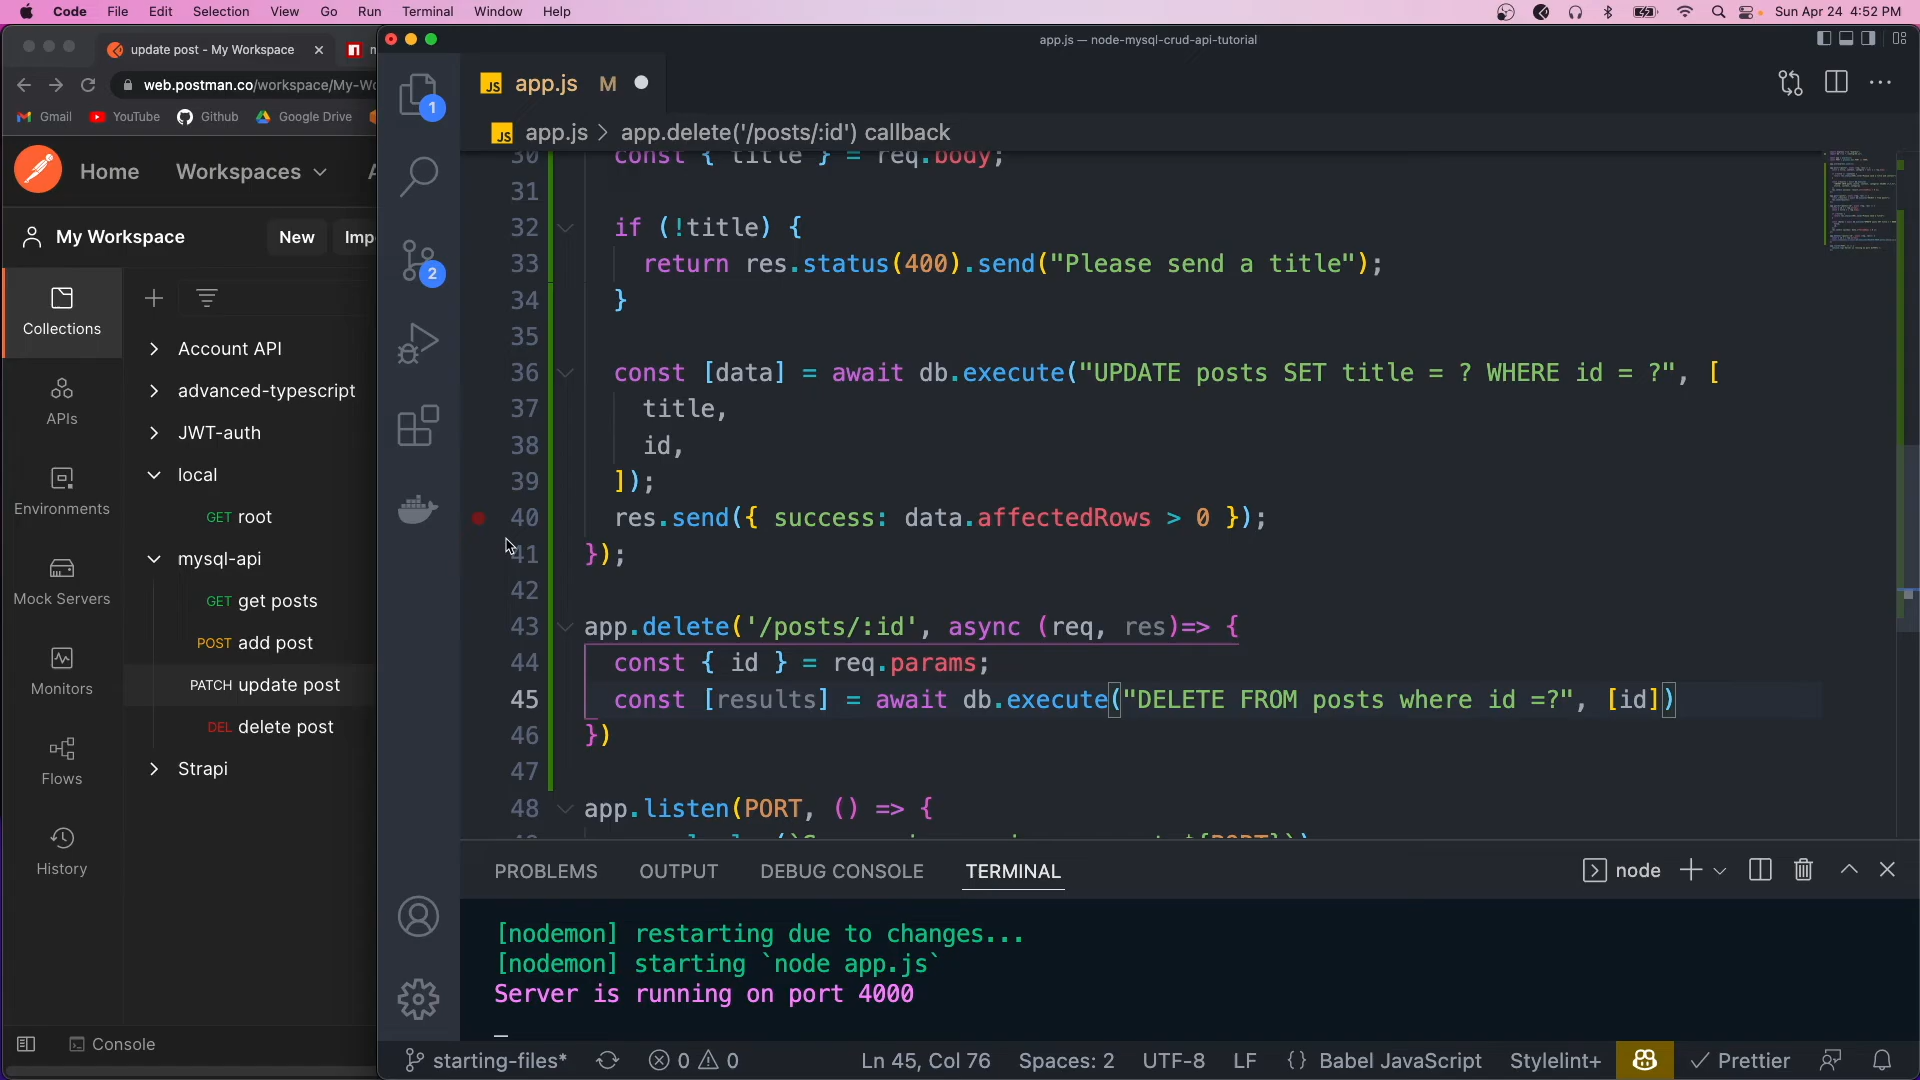 Code File Edit Selection View Go Run Terminal Window Help Sun Apr 24 4:52 PM
update post - My Workspace
web.postman.co/workspace/My-Wo
Gmail YouTube Github Google Drive
Home Workspaces
My Workspace New Imp
Collections
APIs
Environments
Mock Servers
Monitors
Flows
History
Account API
advanced-typescript
JWT-auth
local
GET root
mysql-api
GET get posts
POST add post
PATCH update post
DEL delete post
Strapi
Console
app.js — node-mysql-crud-api-tutorial
JS app.js M
JS app.js > app.delete('/posts/:id') callback
1
2
30 const { title } = req.body;
31
32 if (!title) {
33 return res.status(400).send("Please send a title");
34 }
35
36 const [data] = await db.execute("UPDATE posts SET title = ? WHERE id = ?", [
37 title,
38 id,
39 ]);
40 res.send({ success: data.affectedRows > 0 });
41 });
42
43 app.delete('/posts/:id', async (req, res)=> {
44 const { id } = req.params;
45 const [results] = await db.execute("DELETE FROM posts where id =?", [id])
46 })
47
48 app.listen(PORT, () => {
PROBLEMS OUTPUT DEBUG CONSOLE TERMINAL node
[nodemon] restarting due to changes...
[nodemon] starting `node app.js`
Server is running on port 4000
starting-files* 0 0 Ln 45, Col 76 Spaces: 2 UTF-8 LF {} Babel JavaScript Stylelint+ Prettier